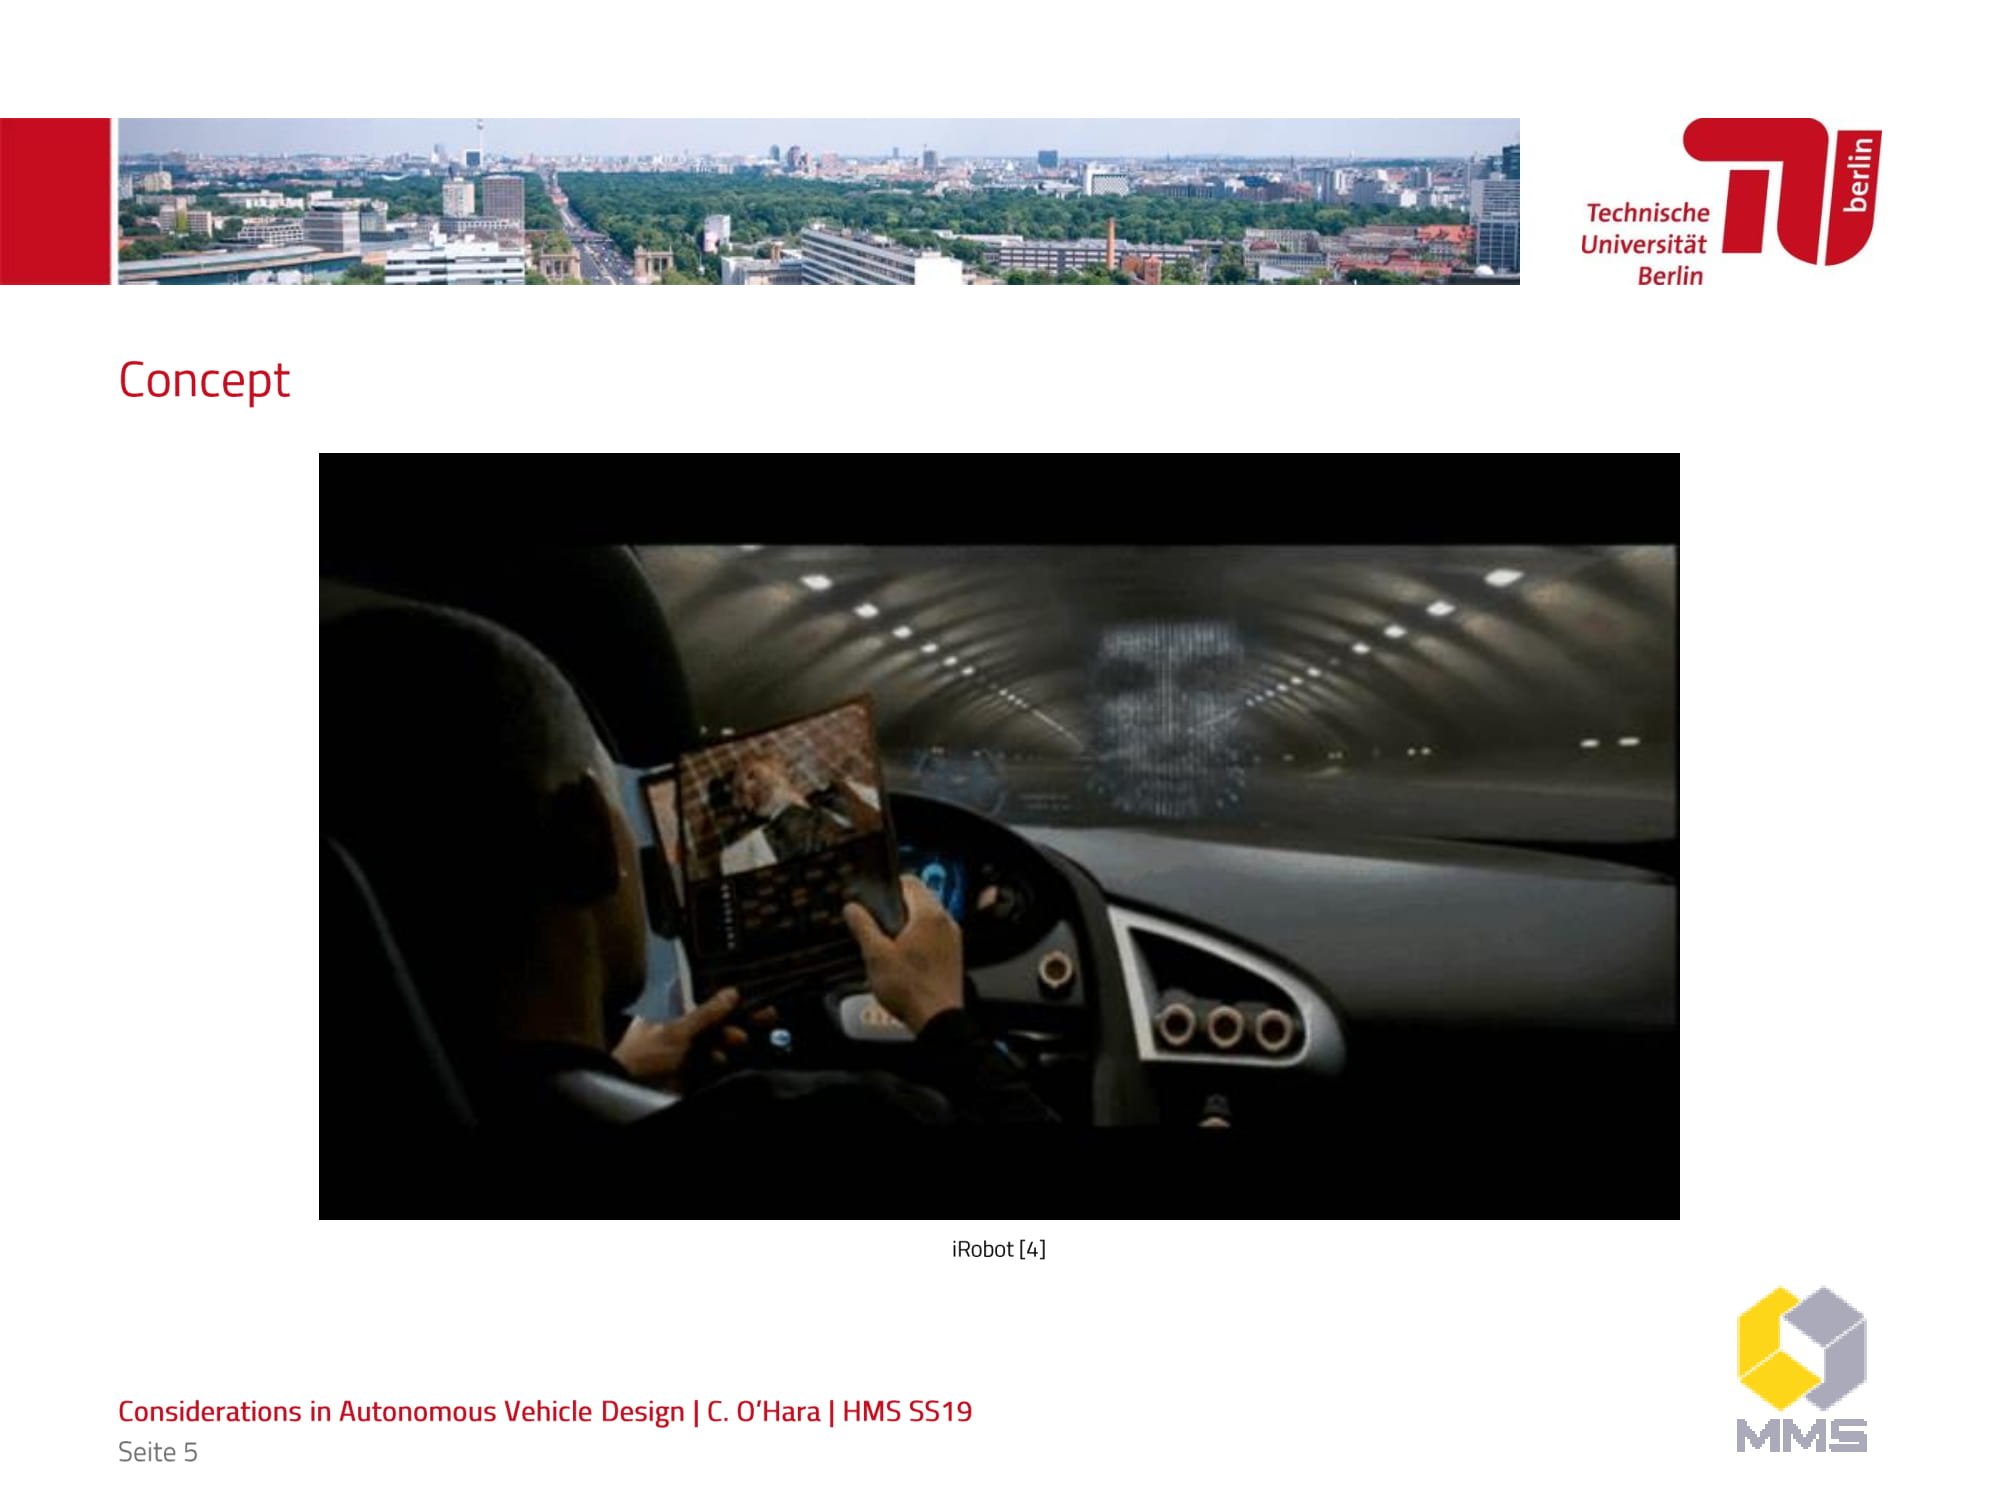 Technische
Universität
Berlin
berlin
Concept
iRobot [4]
Considerations in Autonomous Vehicle Design | C. O'Hara | HMS SS19
Seite 5
MMS